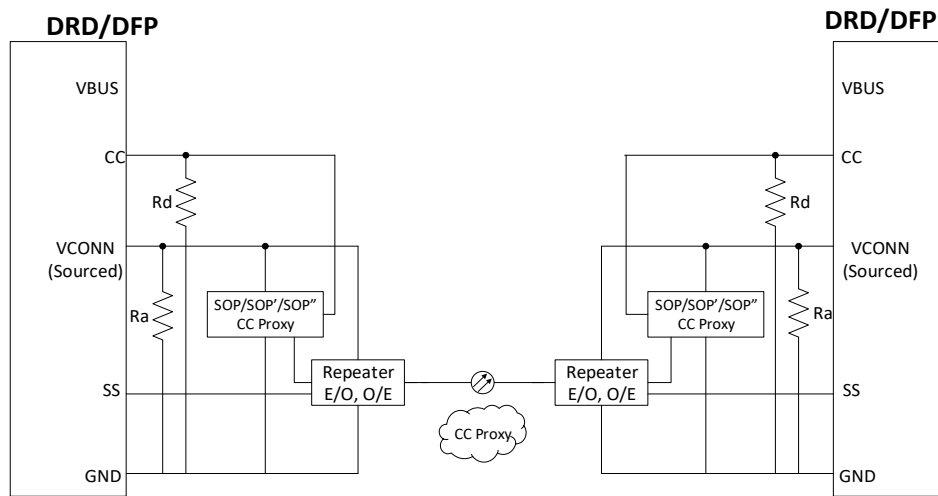 DRD/DFP
DRD/DFP
VBUS
VBUS
CC
CC
Rd
Rd
VCONN
(Sourced)
VCONN
(Sourced)
SOP/SOP'/SOP"
CC Proxy
SOP/SOP'/SOP"
CC Proxy
Ra
Ra
Repeater
E/O, O/E
Repeater
E/O, O/E
SS
SS
CC Proxy
GND
GND